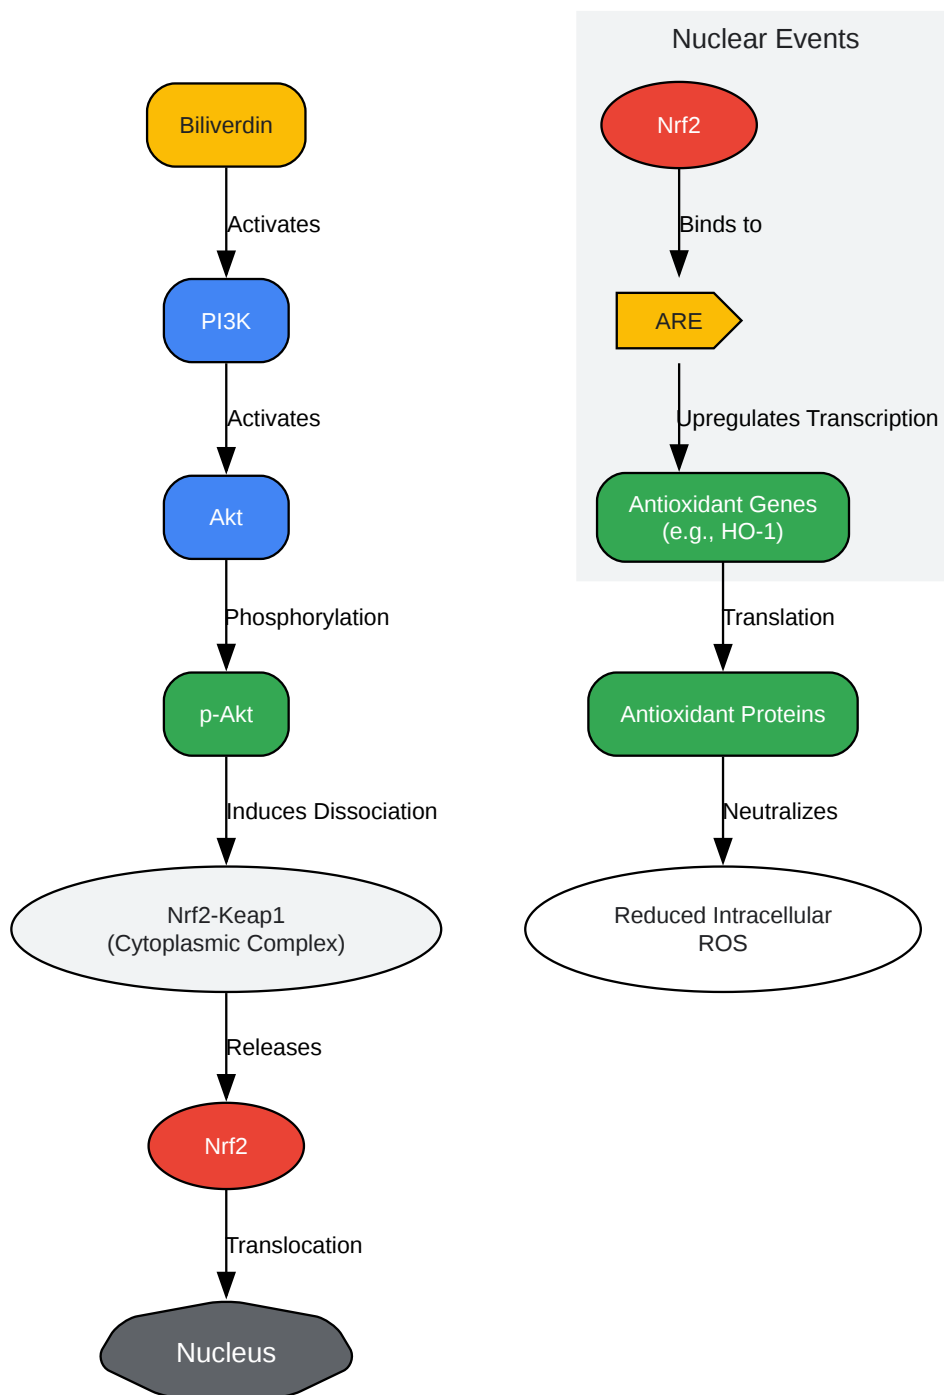 Biliverdin
Activates
PI3K
Activates
Akt
Phosphorylation
p-Akt
Induces Dissociation
Nrf2-Keap1
(Cytoplasmic Complex)
Releases
Nrf2
Translocation
Nucleus
Nuclear Events
Nrf2
Binds to
ARE
Upregulates Transcription
Antioxidant Genes
(e.g., HO-1)
Translation
Antioxidant Proteins
Neutralizes
Reduced Intracellular
ROS